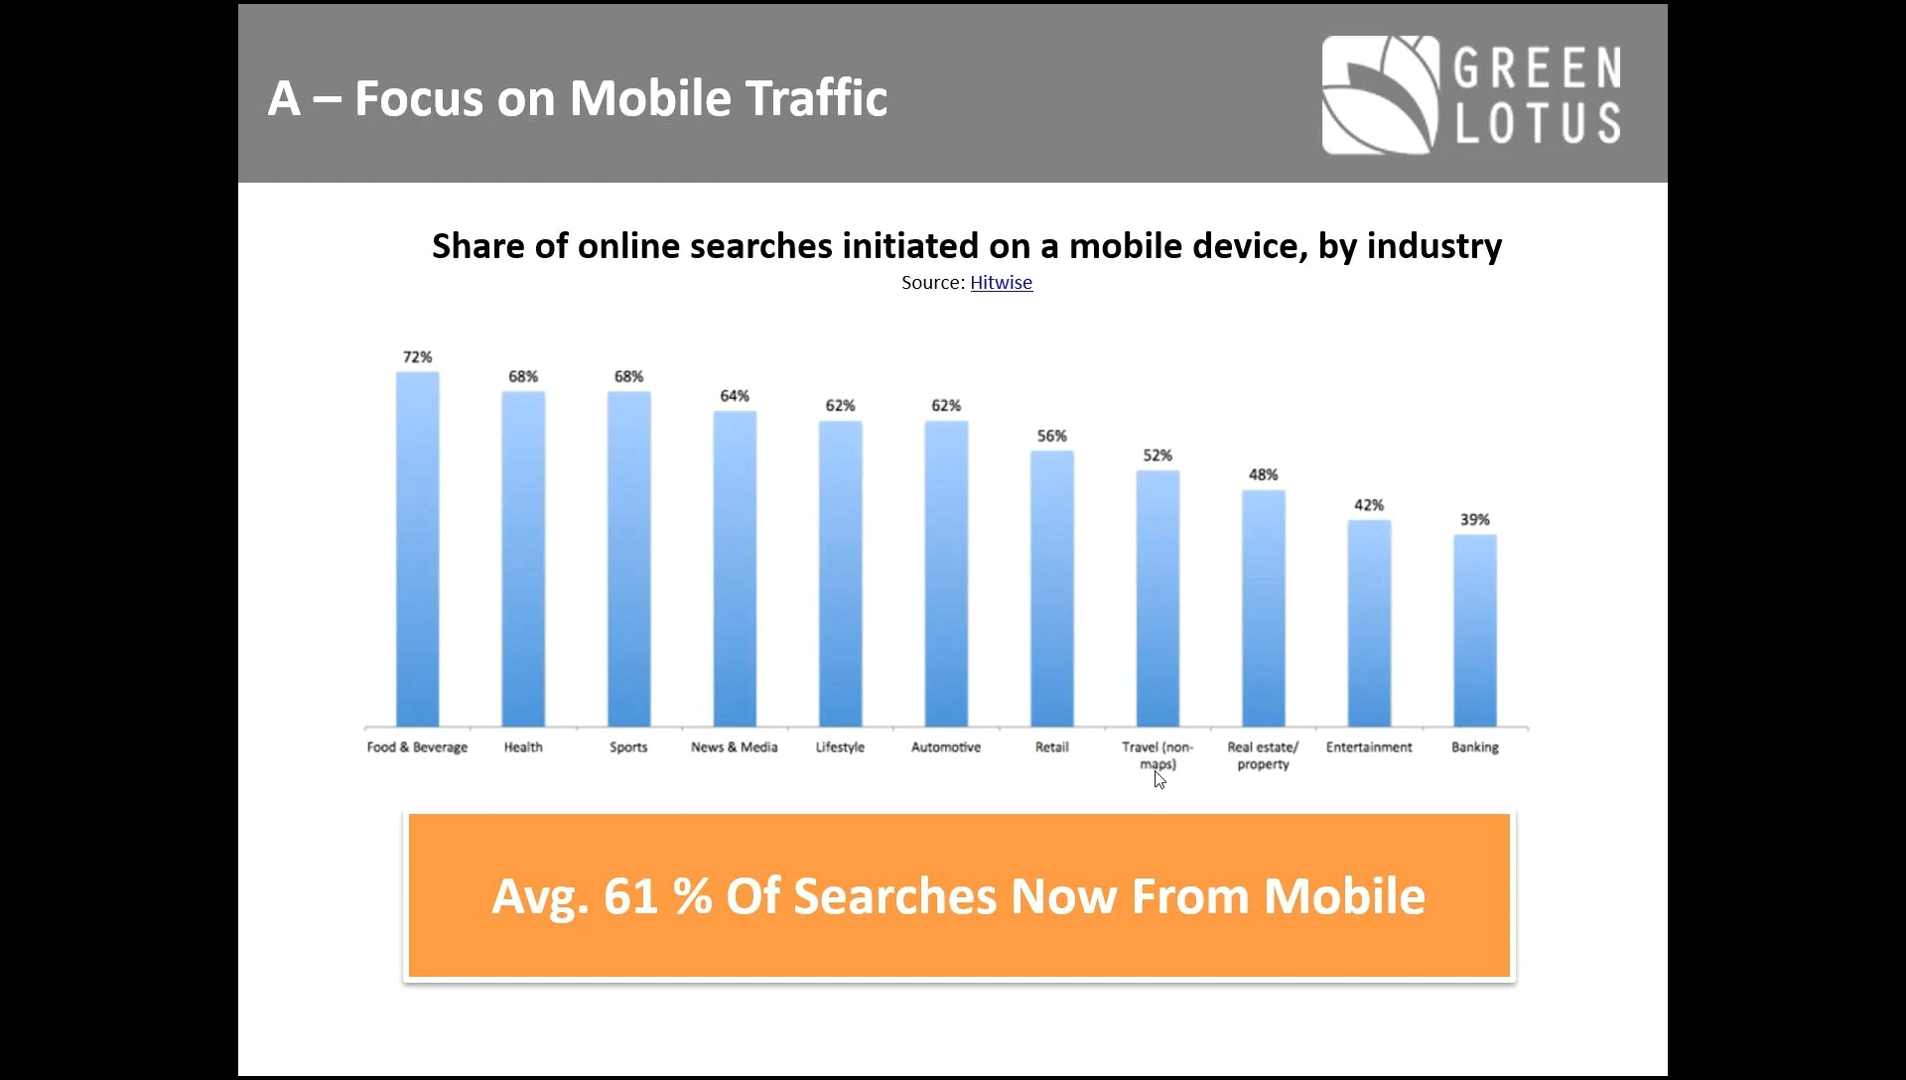 A – Focus on Mobile Traffic
GREEN
LOTUS
Share of online searches initiated on a mobile device, by industry
Source: Hitwise
72%
68%
68%
64%
62%
62%
56%
52%
48%
42%
39%
Food & Beverage
Health
Sports
News & Media
Lifestyle
Automotive
Retail
Travel (non-
maps)
Real estate/
property
Entertainment
Banking
Avg. 61 % Of Searches Now From Mobile